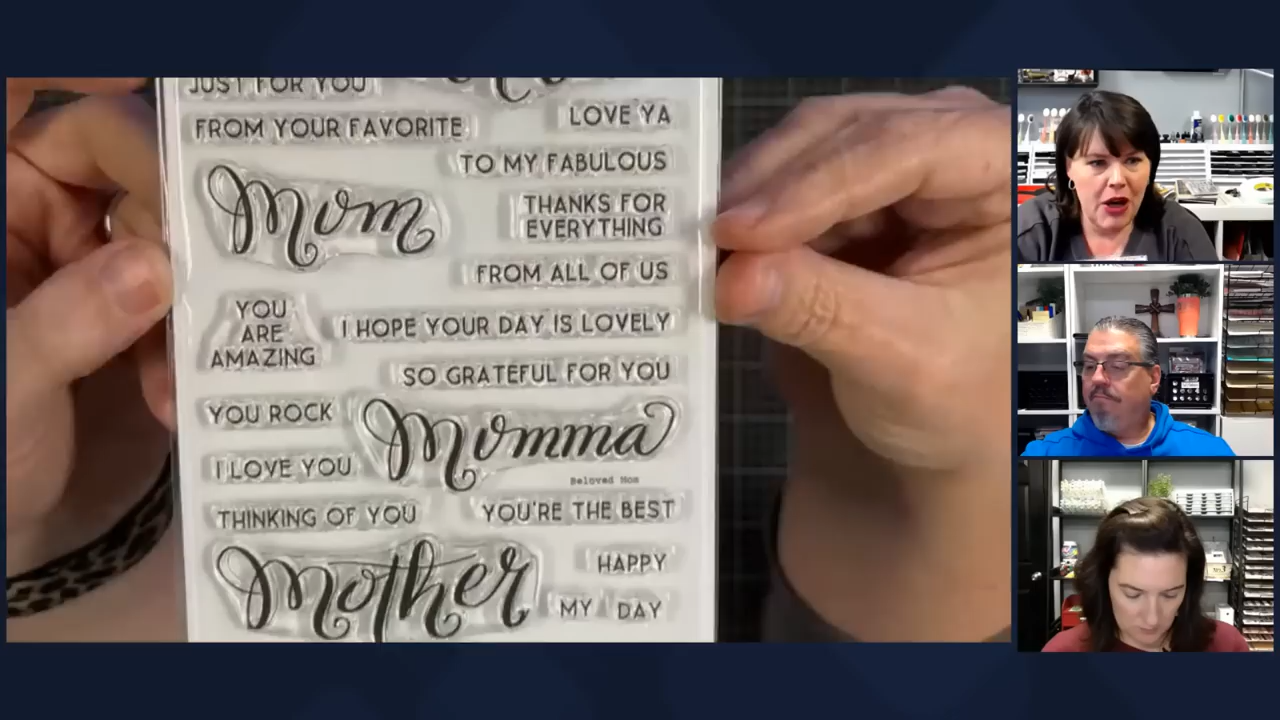 JUST FOR YOU
LOVE YA
FROM YOUR FAVORITE
TO MY FABULOUS
Mom
THANKS FOR
EVERYTHING
FROM ALL OF US
YOU
ARE
AMAZING
I HOPE YOUR DAY IS LOVELY
SO GRATEFUL FOR YOU
YOU ROCK
Momma
I LOVE YOU
Beloved Mom
THINKING OF YOU
YOU'RE THE BEST
Mother
HAPPY
MY DAY